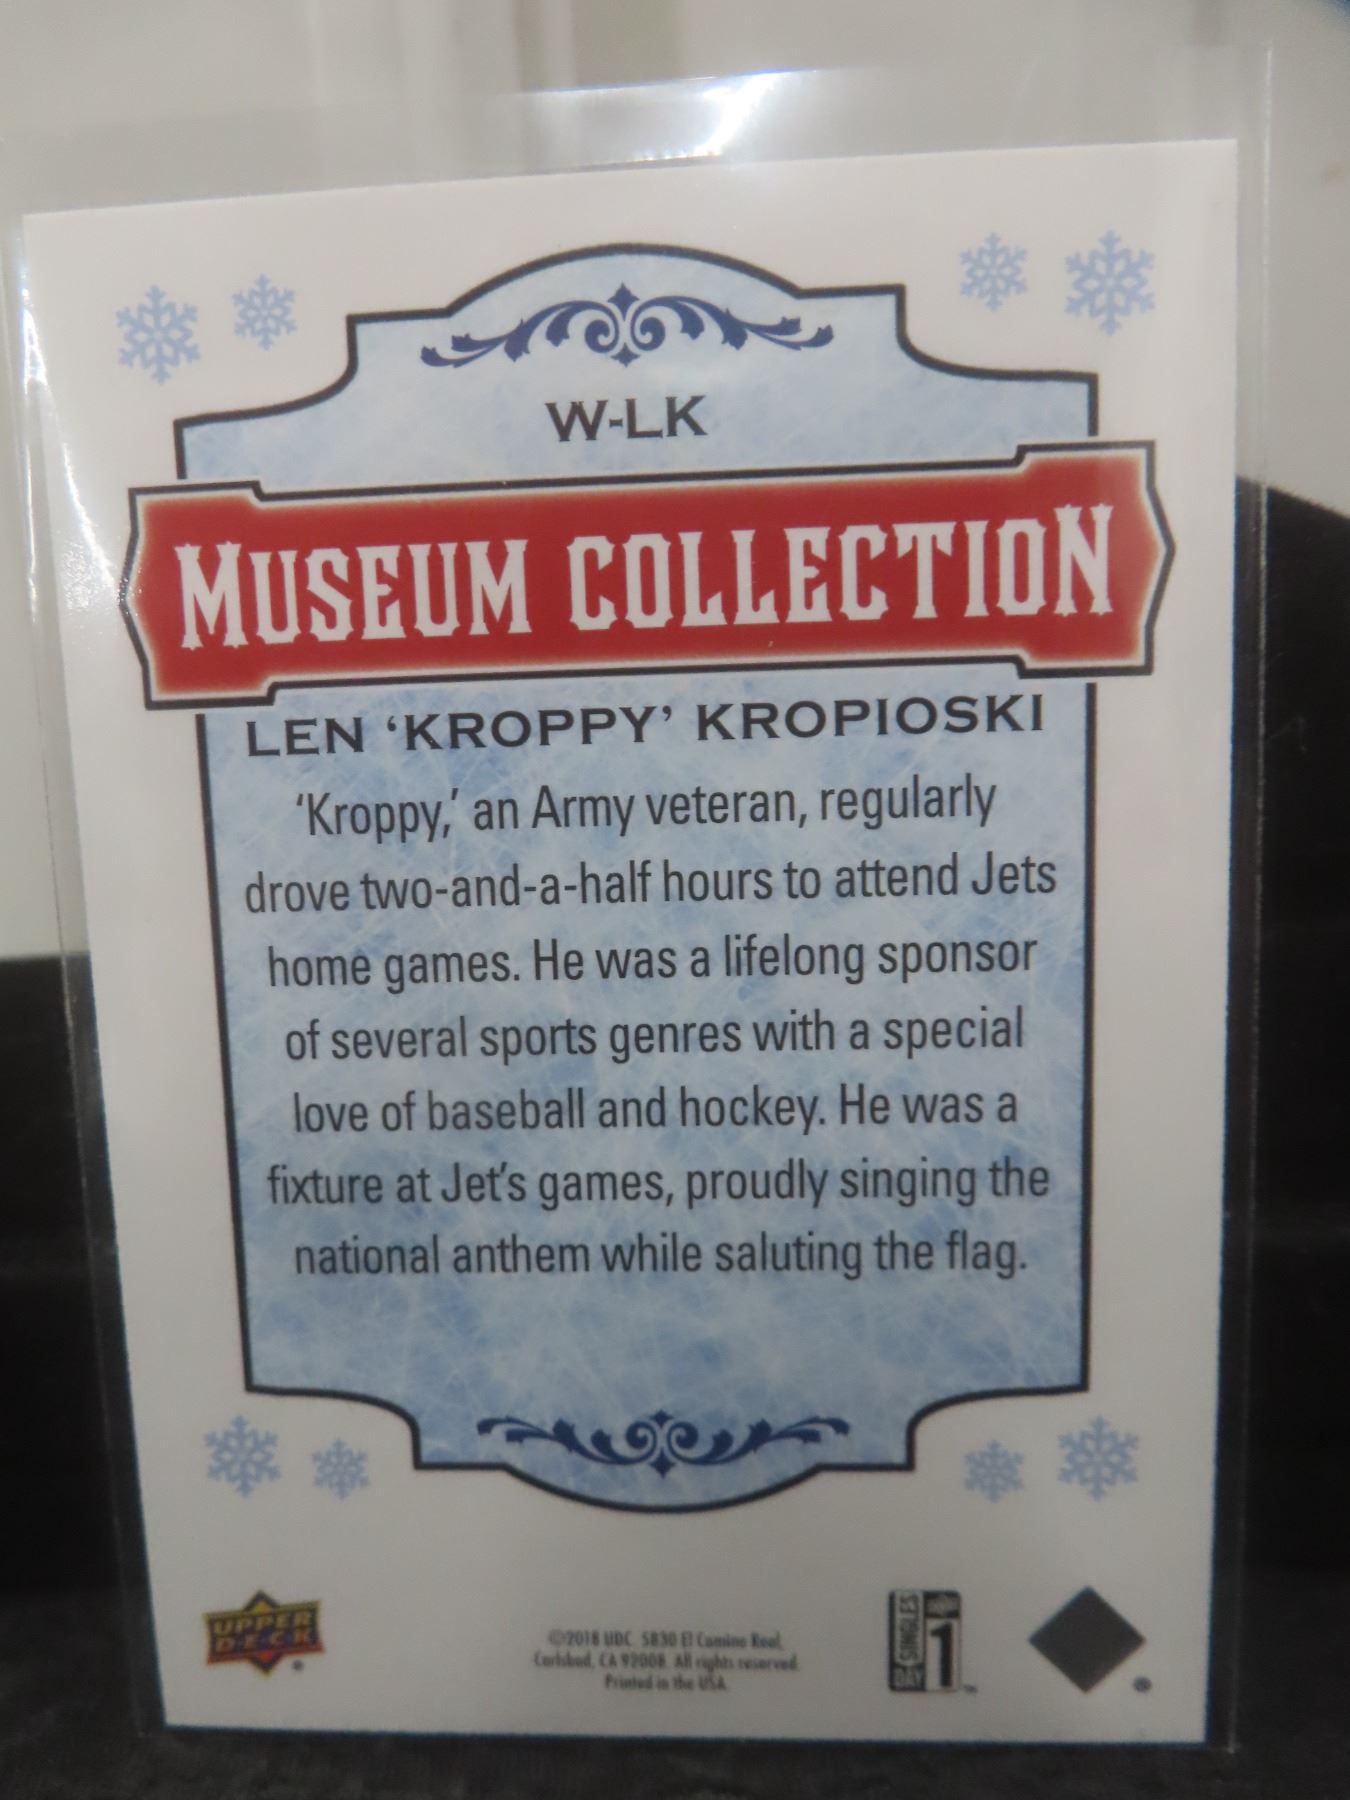 W-LK
MUSEUM COLLECTION
LEN ‘KROPPY’ KROPIOSKI
‘Kroppy,’ an Army veteran, regularly
drove two-and-a-half hours to attend Jets
home games. He was a lifelong sponsor
of several sports genres with a special
love of baseball and hockey. He was a
fixture at Jet’s games, proudly singing the
national anthem while saluting the flag.
UPPER
DECK
©2018 UDC. 5830 El Camino Real,
Carlsbad, CA 92008. All rights reserved.
Printed in the USA.
DAY 1 SINGLES